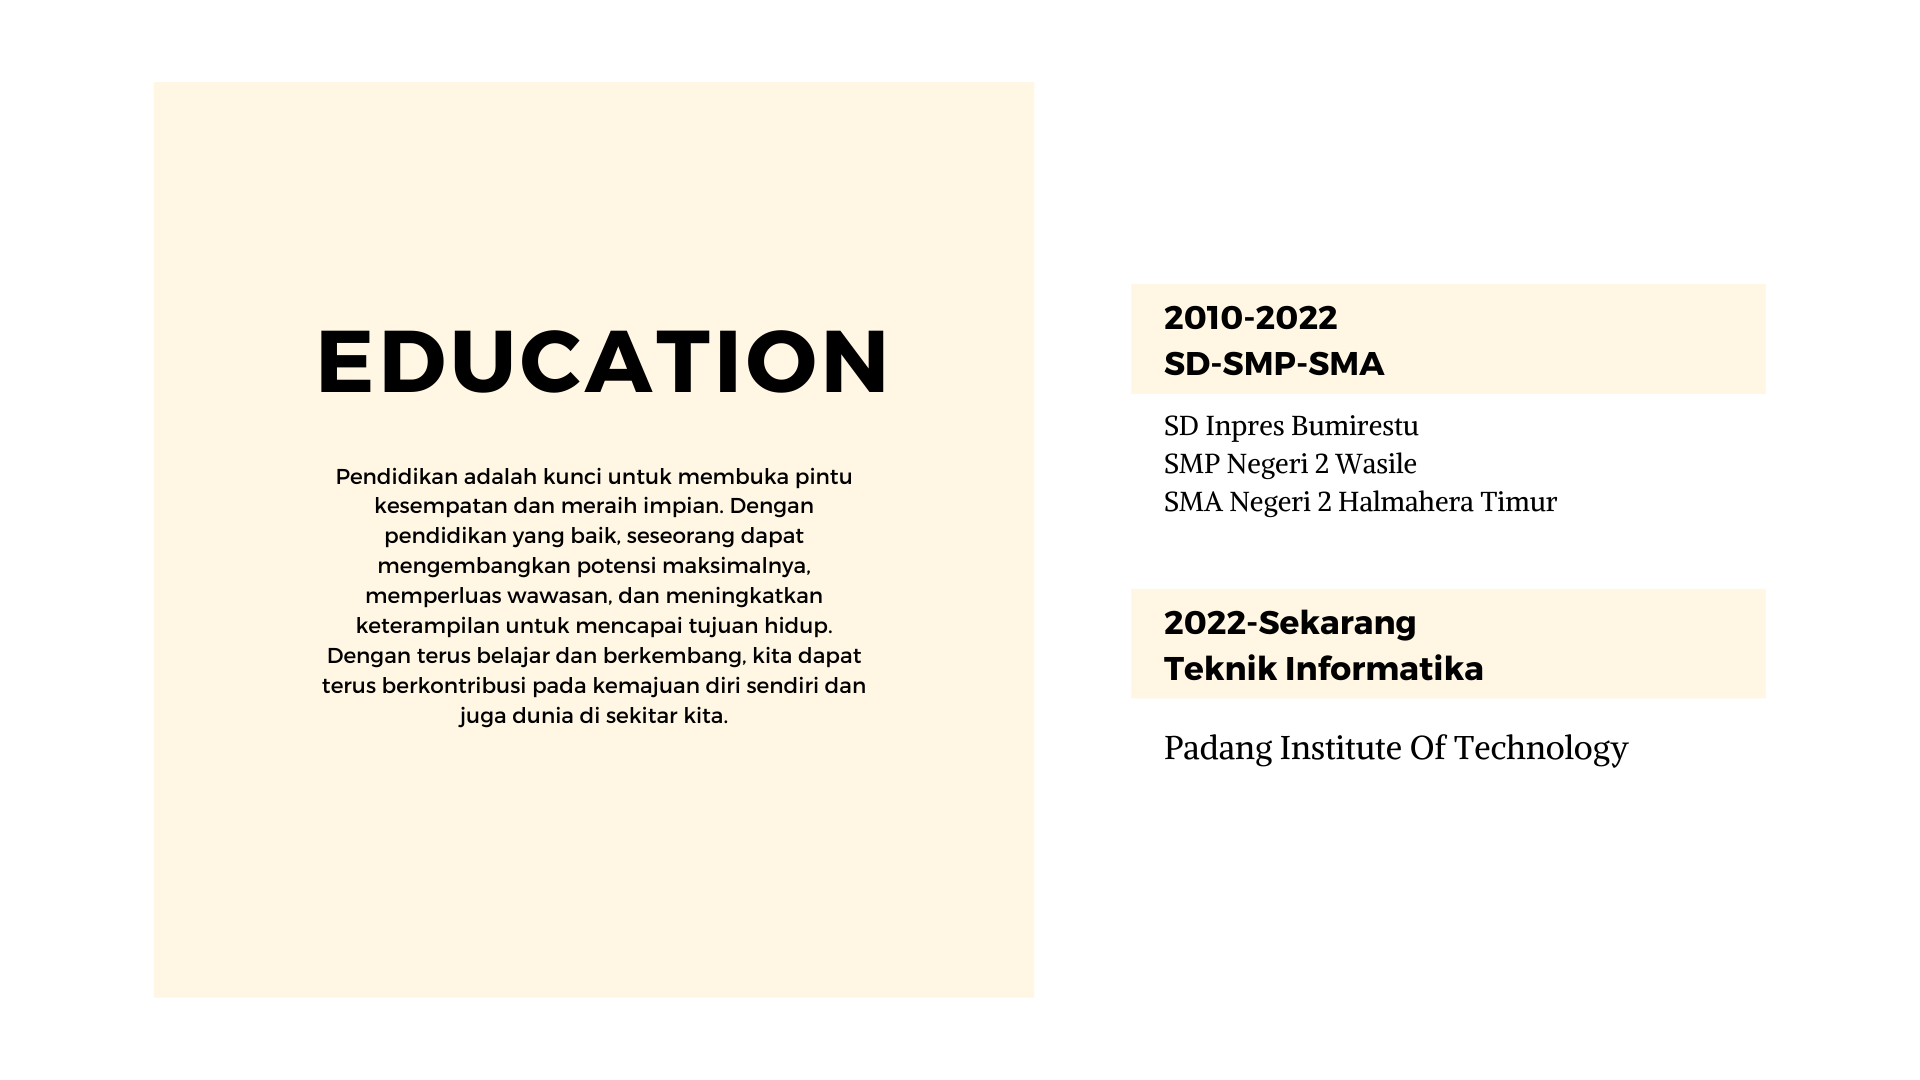 EDUCATION
Pendidikan adalah kunci untuk membuka pintu
kesempatan dan meraih impian. Dengan
pendidikan yang baik, seseorang dapat
mengembangkan potensi maksimalnya,
memperluas wawasan, dan meningkatkan
keterampilan untuk mencapai tujuan hidup.
Dengan terus belajar dan berkembang, kita dapat
terus berkontribusi pada kemajuan diri sendiri dan
juga dunia di sekitar kita.
2010-2022
SD-SMP-SMA
SD Inpres Bumirestu
SMP Negeri 2 Wasile
SMA Negeri 2 Halmahera Timur
2022-Sekarang
Teknik Informatika
Padang Institute Of Technology